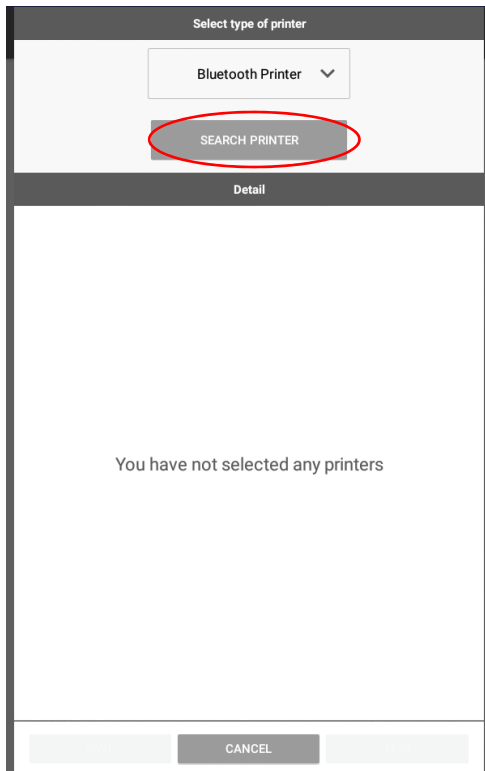 Select type of printer
Bluetooth Printer
SEARCH PRINTER
Detail
You have not selected any printers
CANCEL